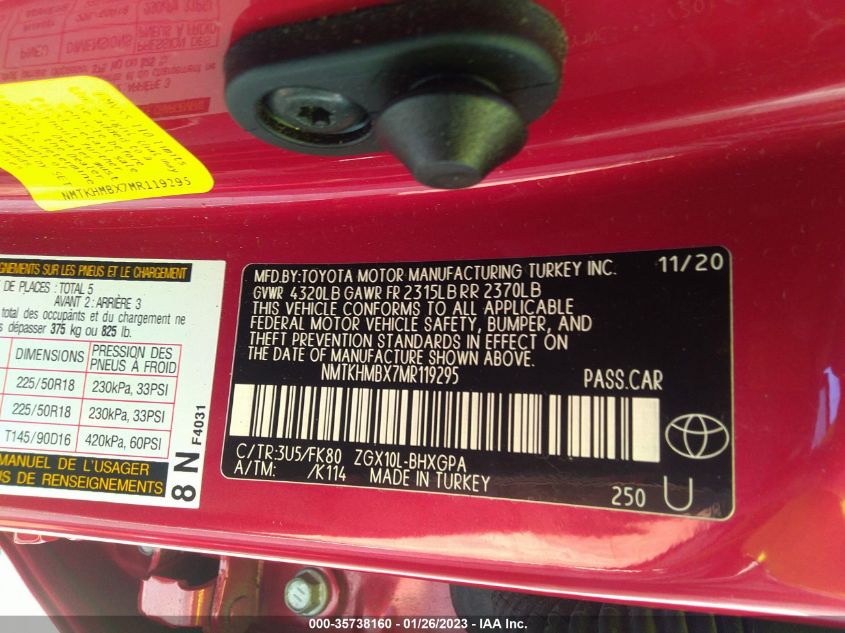 NMTKHMBX7MR119295
GNEMENTS SUR LES PNEUS ET LE CHARGEMENT
DE PLACES : TOTAL 5
AVANT 2 : ARRIÈRE 3
total des occupants et du chargement ne
s dépasser 375 kg ou 825 lb.
DIMENSIONS PRESSION DES PNEUS À FROID
225/50R18 230kPa, 33PSI
225/50R18 230kPa, 33PSI
T145/90D16 420kPa, 60PSI
MANUEL DE L'USAGER
US DE RENSEIGNEMENTS
8 N F4031
MFD.BY:TOYOTA MOTOR MANUFACTURING TURKEY INC. 11/20
GVWR 4320LB GAWR FR 2315LB RR 2370LB
THIS VEHICLE CONFORMS TO ALL APPLICABLE
FEDERAL MOTOR VEHICLE SAFETY, BUMPER, AND
THEFT PREVENTION STANDARDS IN EFFECT ON
THE DATE OF MANUFACTURE SHOWN ABOVE.
NMTKHMBX7MR119295 PASS.CAR
C/TR:3U5/FK80 ZGX10L-BHXGPA
A/TM: /K114 MADE IN TURKEY
250 U
000-35738160 — 01/26/2023 — IAA Inc.